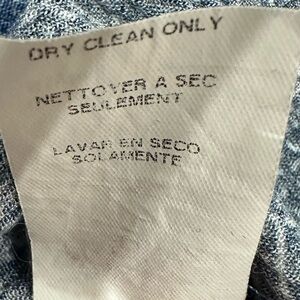 DRY CLEAN ONLY
NETTOYER A SEC
SEULEMENT
LAVAR EN SECO
SOLAMENTE